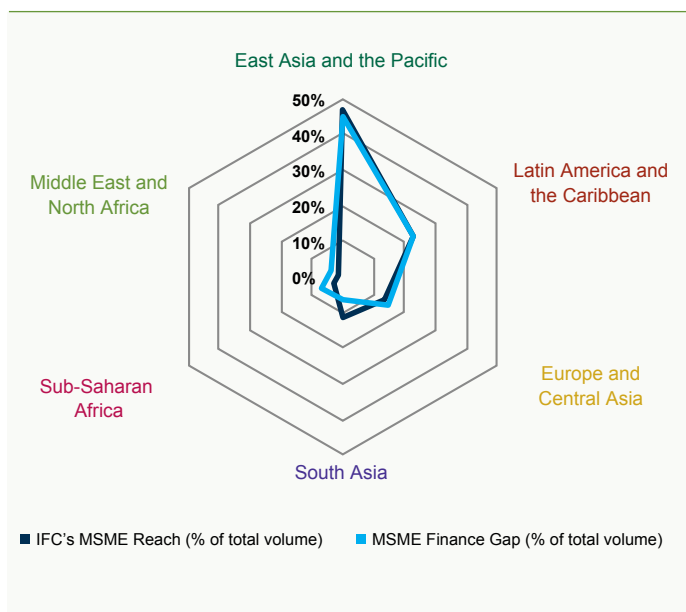 East Asia and the Pacific
50%
40%
30%
20%
10%
0%
Latin America and
the Caribbean
Middle East and
North Africa
Europe and
Central Asia
Sub-Saharan
Africa
South Asia
IFC's MSME Reach (% of total volume)
MSME Finance Gap (% of total volume)